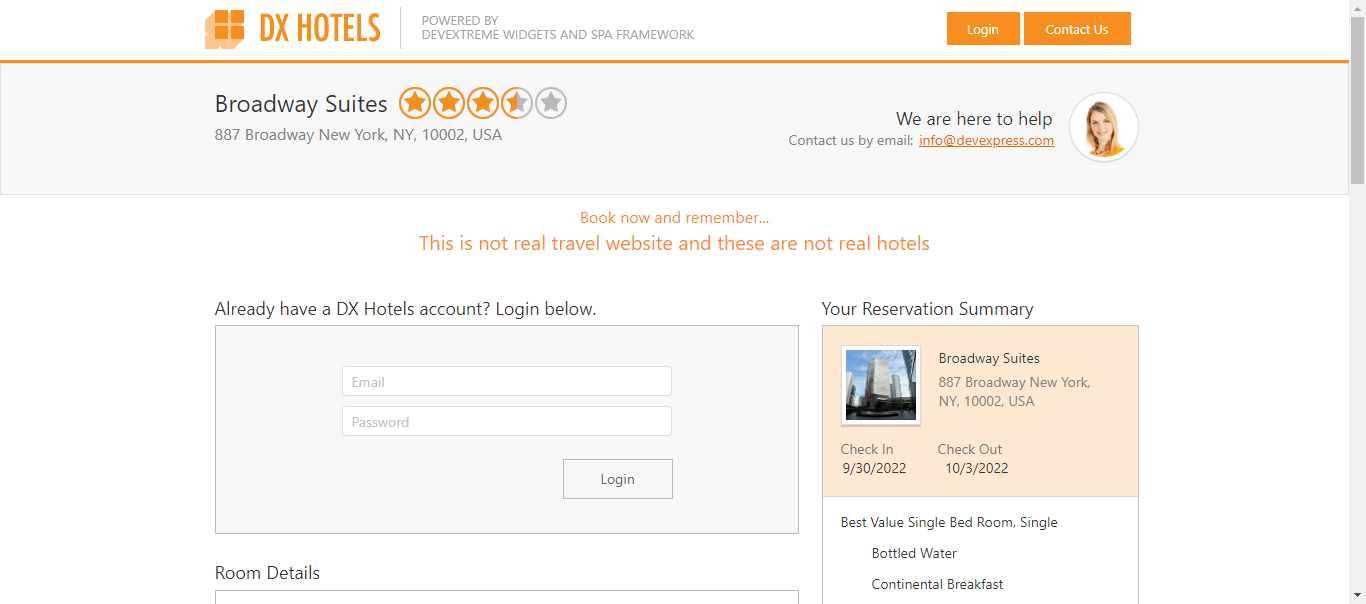 DX HOTELS
POWERED BY
DEVEXTREME WIDGETS AND SPA FRAMEWORK
Login
Contact Us
Broadway Suites
887 Broadway New York, NY, 10002, USA
We are here to help
Contact us by email: info@devexpress.com
Book now and remember...
This is not real travel website and these are not real hotels
Already have a DX Hotels account? Login below.
Email
Password
Login
Room Details
Your Reservation Summary
Broadway Suites
887 Broadway New York,
NY, 10002, USA
Check In
Check Out
9/30/2022
10/3/2022
Best Value Single Bed Room, Single
Bottled Water
Continental Breakfast